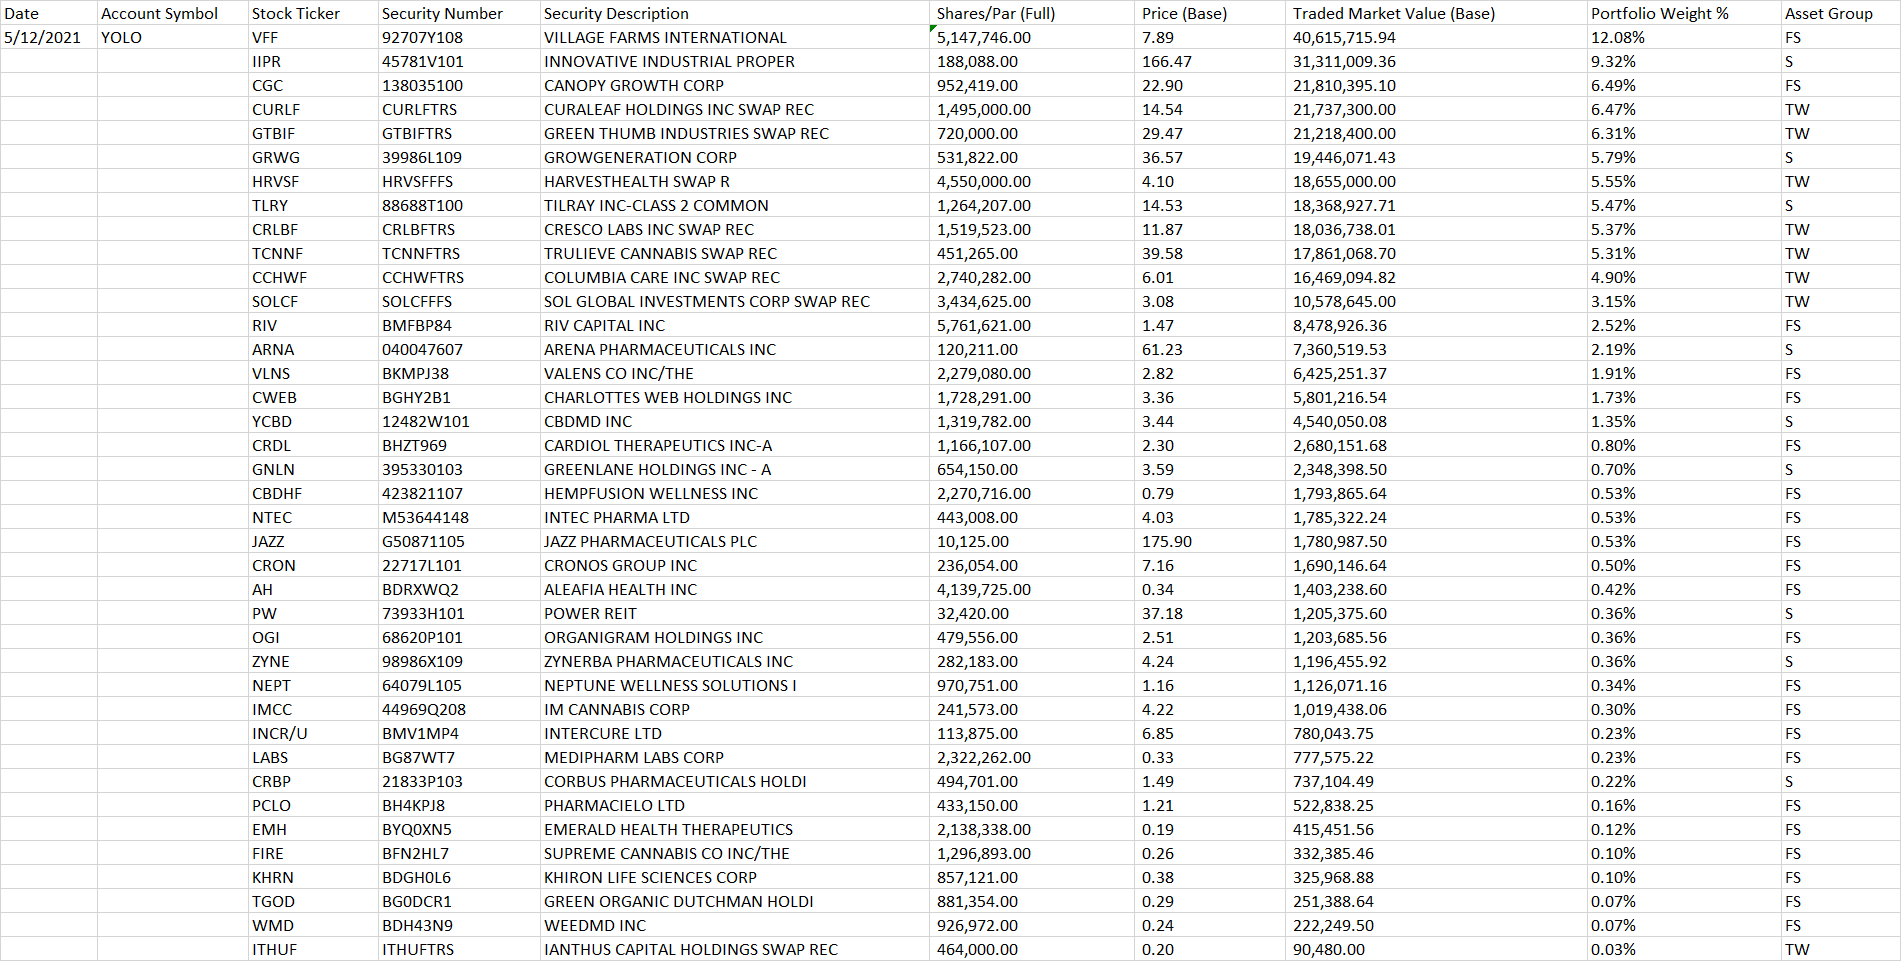 Date Account Symbol Stock Ticker Security Number Security Description Shares/Par (Full) Price (Base) Traded Market Value (Base) Portfolio Weight % Asset Group
5/12/2021 YOLO VFF 92707Y108 VILLAGE FARMS INTERNATIONAL 5,147,746.00 7.89 40,615,715.94 12.08% FS
IIPR 45781V101 INNOVATIVE INDUSTRIAL PROPER 188,088.00 166.47 31,311,009.36 9.32% S
CGC 138035100 CANOPY GROWTH CORP 952,419.00 22.90 21,810,395.10 6.49% FS
CURLF CURLFTRS CURALEAF HOLDINGS INC SWAP REC 1,495,000.00 14.54 21,737,300.00 6.47% TW
GTBIF GTBIFTRS GREEN THUMB INDUSTRIES SWAP REC 720,000.00 29.47 21,218,400.00 6.31% TW
GRWG 39986L109 GROWGENERATION CORP 531,822.00 36.57 19,446,071.43 5.79% S
HRVSF HRVSFFFS HARVESTHEALTH SWAP R 4,550,000.00 4.10 18,655,000.00 5.55% TW
TLRY 88688T100 TILRAY INC-CLASS 2 COMMON 1,264,207.00 14.53 18,368,927.71 5.47% S
CRLBF CRLBFTRS CRESCO LABS INC SWAP REC 1,519,523.00 11.87 18,036,738.01 5.37% TW
TCNNF TCNNFTRS TRULIEVE CANNABIS SWAP REC 451,265.00 39.58 17,861,068.70 5.31% TW
CCHWF CCHWFTRS COLUMBIA CARE INC SWAP REC 2,740,282.00 6.01 16,469,094.82 4.90% TW
SOLCF SOLCFFFS SOL GLOBAL INVESTMENTS CORP SWAP REC 3,434,625.00 3.08 10,578,645.00 3.15% TW
RIV BMFBP84 RIV CAPITAL INC 5,761,621.00 1.47 8,478,926.36 2.52% FS
ARNA 040047607 ARENA PHARMACEUTICALS INC 120,211.00 61.23 7,360,519.53 2.19% S
VLNS BKMPJ38 VALENS CO INC/THE 2,279,080.00 2.82 6,425,251.37 1.91% FS
CWEB BGHY2B1 CHARLOTTES WEB HOLDINGS INC 1,728,291.00 3.36 5,801,216.54 1.73% FS
YCBD 12482W101 CBDMD INC 1,319,782.00 3.44 4,540,050.08 1.35% S
CRDL BHZT969 CARDIOL THERAPEUTICS INC-A 1,166,107.00 2.30 2,680,151.68 0.80% FS
GNLN 395330103 GREENLANE HOLDINGS INC - A 654,150.00 3.59 2,348,398.50 0.70% S
CBDHF 423821107 HEMPFUSION WELLNESS INC 2,270,716.00 0.79 1,793,865.64 0.53% FS
NTEC M53644148 INTEC PHARMA LTD 443,008.00 4.03 1,785,322.24 0.53% FS
JAZZ G50871105 JAZZ PHARMACEUTICALS PLC 10,125.00 175.90 1,780,987.50 0.53% FS
CRON 22717L101 CRONOS GROUP INC 236,054.00 7.16 1,690,146.64 0.50% FS
AH BDRXWQ2 ALEAFIA HEALTH INC 4,139,725.00 0.34 1,403,238.60 0.42% FS
PW 73933H101 POWER REIT 32,420.00 37.18 1,205,375.60 0.36% S
OGI 68620P101 ORGANIGRAM HOLDINGS INC 479,556.00 2.51 1,203,685.56 0.36% FS
ZYNE 98986X109 ZYNERBA PHARMACEUTICALS INC 282,183.00 4.24 1,196,455.92 0.36% S
NEPT 64079L105 NEPTUNE WELLNESS SOLUTIONS I 970,751.00 1.16 1,126,071.16 0.34% FS
IMCC 44969Q208 IM CANNABIS CORP 241,573.00 4.22 1,019,438.06 0.30% FS
INCR/U BMV1MP4 INTERCURE LTD 113,875.00 6.85 780,043.75 0.23% FS
LABS BG87WT7 MEDIPHARM LABS CORP 2,322,262.00 0.33 777,575.22 0.23% FS
CRBP 21833P103 CORBUS PHARMACEUTICALS HOLDI 494,701.00 1.49 737,104.49 0.22% S
PCLO BH4KPJ8 PHARMACIELO LTD 433,150.00 1.21 522,838.25 0.16% FS
EMH BYQ0XN5 EMERALD HEALTH THERAPEUTICS 2,138,338.00 0.19 415,451.56 0.12% FS
FIRE BFN2HL7 SUPREME CANNABIS CO INC/THE 1,296,893.00 0.26 332,385.46 0.10% FS
KHRN BDGH0L6 KHIRON LIFE SCIENCES CORP 857,121.00 0.38 325,968.88 0.10% FS
TGOD BG0DCR1 GREEN ORGANIC DUTCHMAN HOLDI 881,354.00 0.29 251,388.64 0.07% FS
WMD BDH43N9 WEEDMD INC 926,972.00 0.24 222,249.50 0.07% FS
ITHUF ITHUFTRS IANTHUS CAPITAL HOLDINGS SWAP REC 464,000.00 0.20 90,480.00 0.03% TW